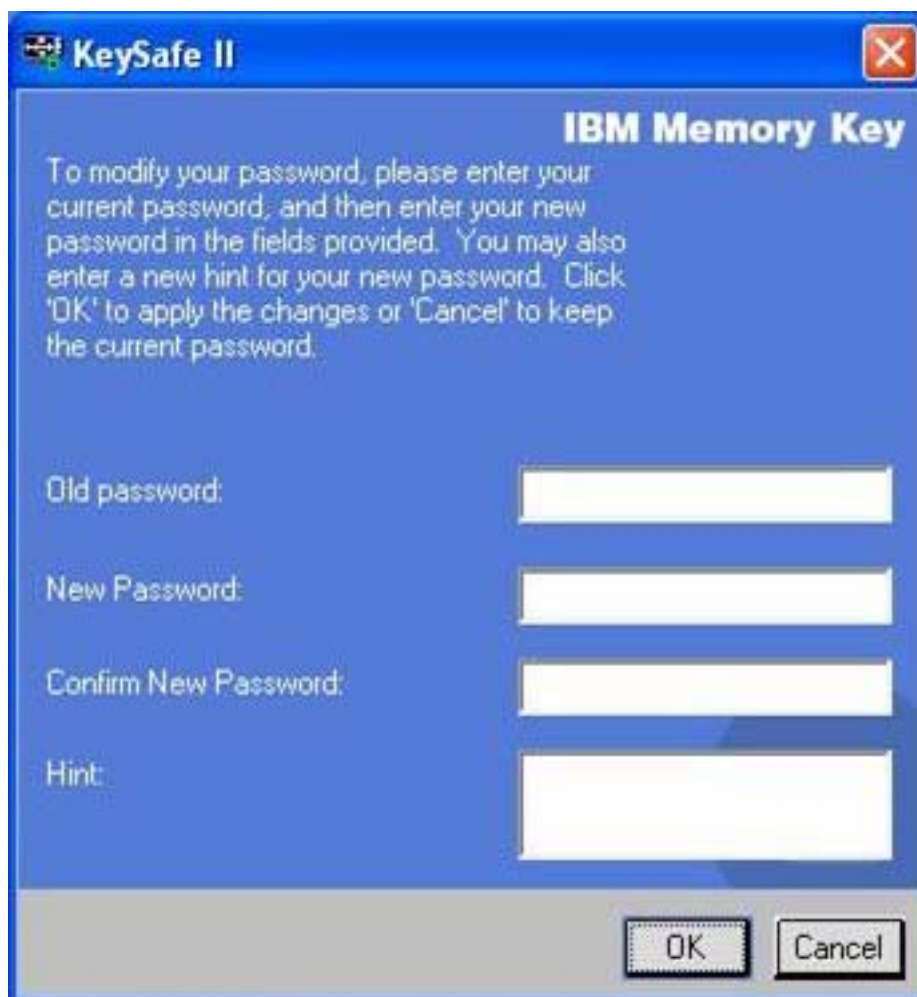 KeySafe II
IBM Memory Key
To modify your password, please enter your
current password, and then enter your new
password in the fields provided.  You may also
enter a new hint for your new password.  Click
'OK' to apply the changes or 'Cancel' to keep
the current password.
Old password:
New Password:
Confirm New Password:
Hint:
OK
Cancel